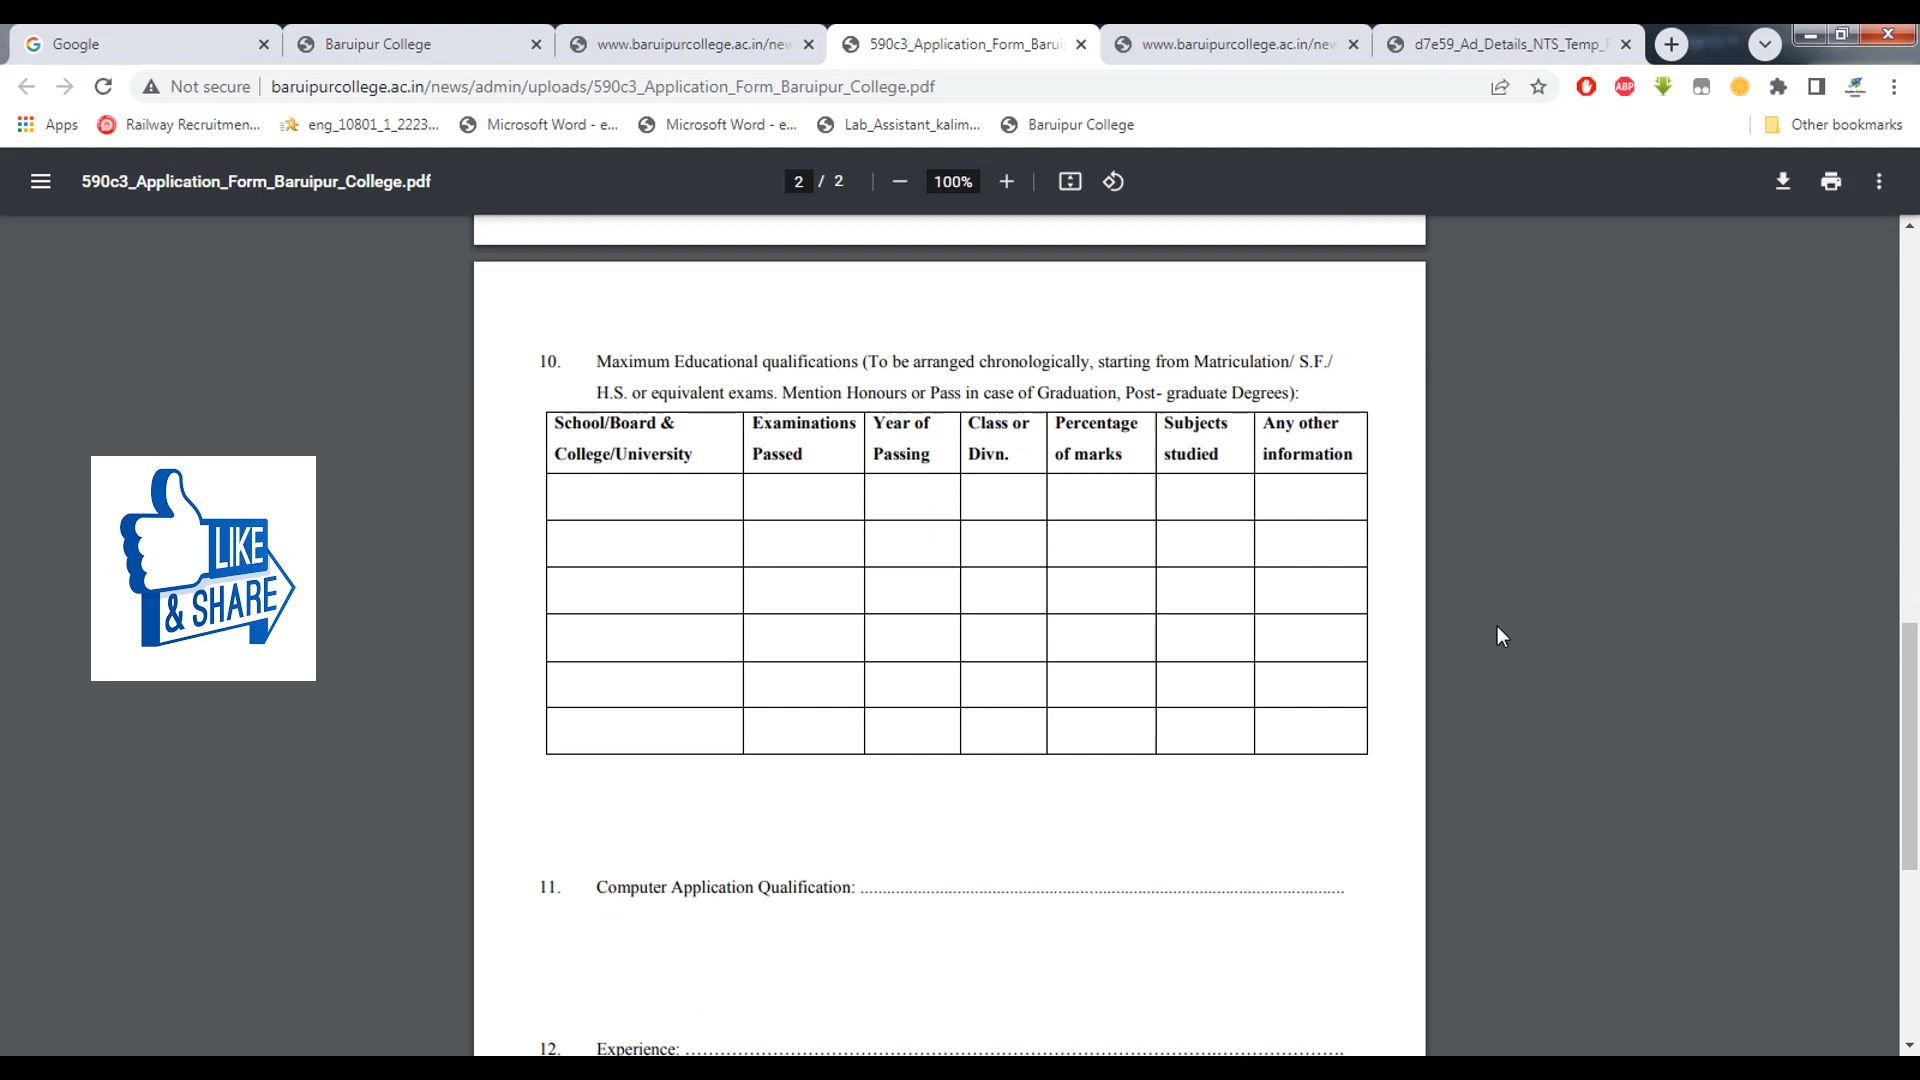 Google
Baruipur College
www.baruipurcollege.ac.in/new
590c3_Application_Form_Barui
www.baruipurcollege.ac.in/new
d7e59_Ad_Details_NTS_Temp_
Not secure
baruipurcollege.ac.in/news/admin/uploads/590c3_Application_Form_Baruipur_College.pdf
ABP
Apps
Railway Recruitmen...
eng_10801_1_2223...
Microsoft Word - e...
Microsoft Word - e...
Lab_Assistant_kalim...
Baruipur College
Other bookmarks
590c3_Application_Form_Baruipur_College.pdf
2 / 2
100%
10. Maximum Educational qualifications (To be arranged chronologically, starting from Matriculation/ S.F./
H.S. or equivalent exams. Mention Honours or Pass in case of Graduation, Post- graduate Degrees):
School/Board & Examinations Year of Class or Percentage Subjects Any other
College/University Passed Passing Divn. of marks studied information
LIKE
& SHARE
11. Computer Application Qualification: ............................................................................................................
12. Experience: ............................................................................................................